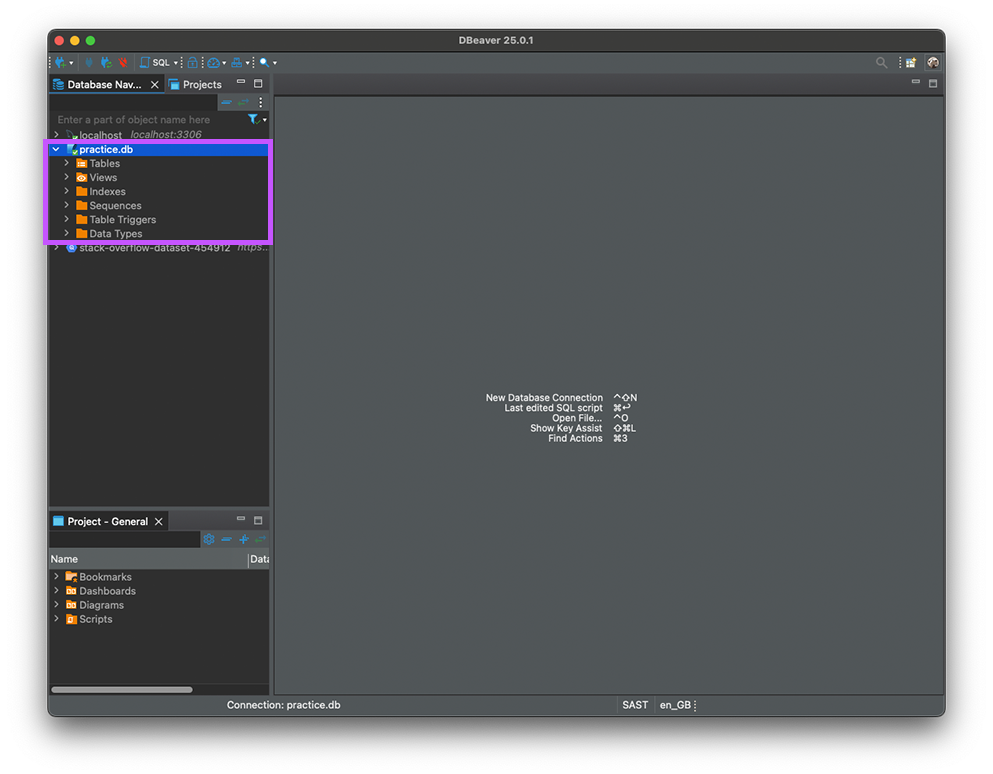 DBeaver 25.0.1
SQL
Database Nav...
Projects
Enter a part of object name here
localhost localhost:3306
practice.db
Tables
Views
Indexes
Sequences
Table Triggers
Data Types
stack-overflow-dataset-454912 https...
New Database Connection ⌃⇧N
Last edited SQL script ⌘↩
Open File... ⌃O
Show Key Assist ⇧⌘L
Find Actions ⌘3
Project - General
Name Data
Bookmarks
Dashboards
Diagrams
Scripts
Connection: practice.db SAST en_GB